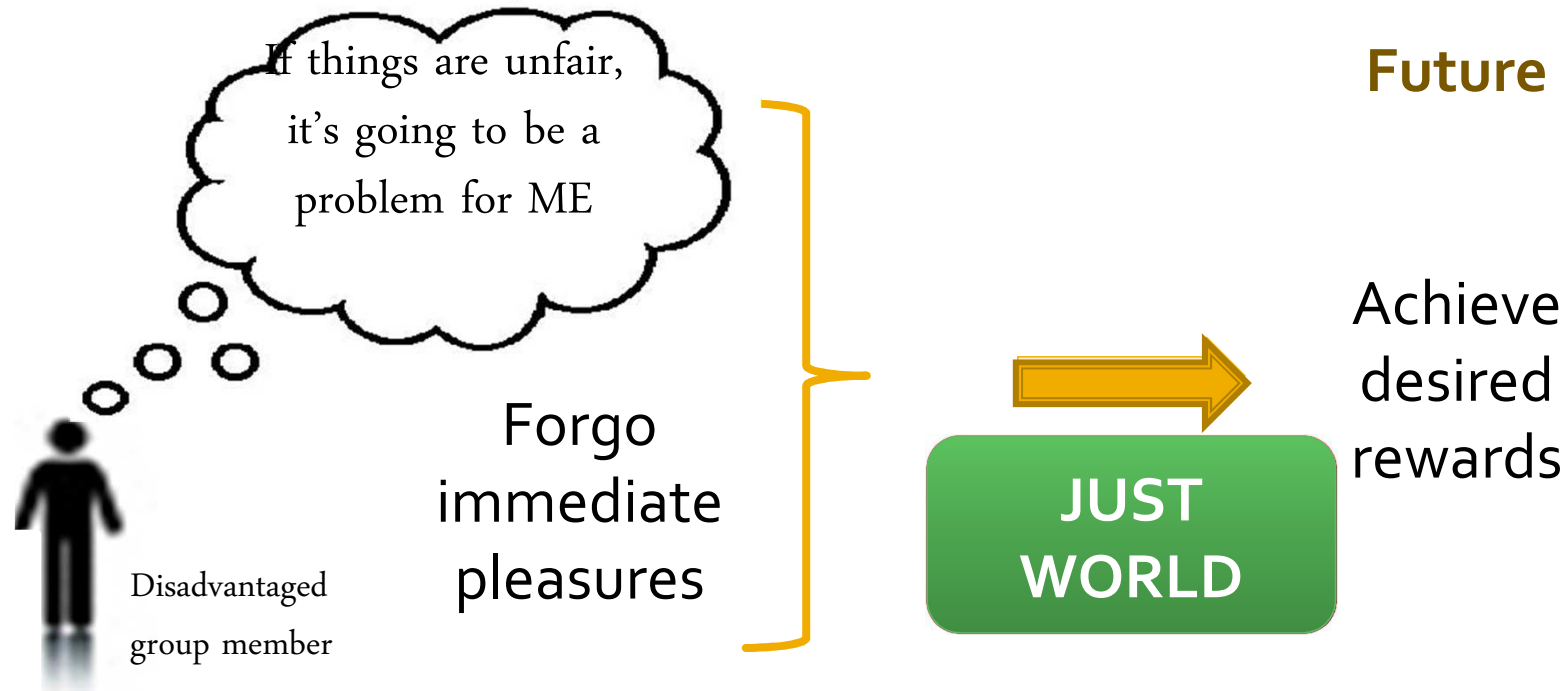 If things are unfair,
it's going to be a
problem for ME
Disadvantaged
group member
Forgo
immediate
pleasures
JUST
WORLD
Future
Achieve
desired
rewards